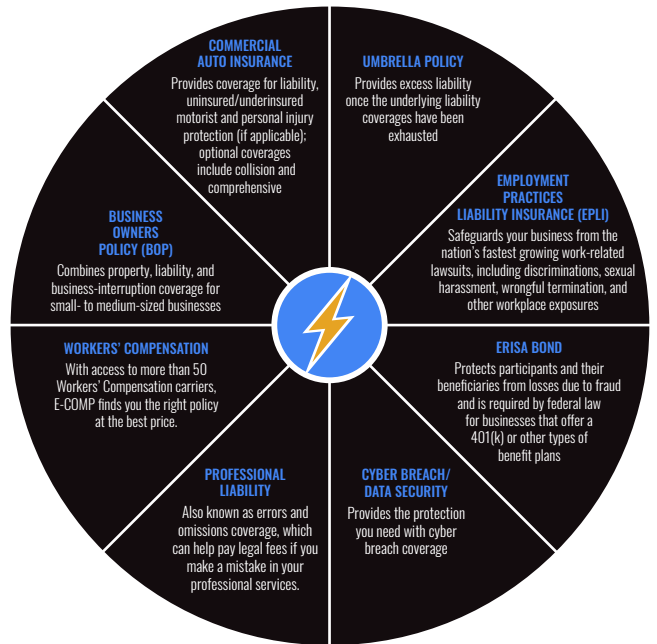 COMMERCIAL
AUTO INSURANCE
Provides coverage for liability,
uninsured/underinsured
motorist and personal injury
protection (if applicable);
optional coverages
include collision and
comprehensive
UMBRELLA POLICY
Provides excess liability
once the underlying liability
coverages have been
exhausted
EMPLOYMENT
PRACTICES
LIABILITY INSURANCE (EPLI)
Safeguards your business from the
nation's fastest growing work-related
lawsuits, including discriminations, sexual
harassment, wrongful termination, and
other workplace exposures
ERISA BOND
Protects participants and their
beneficiaries from losses due to fraud
and is required by federal law
for businesses that offer a
401(k) or other types of
benefit plans
CYBER BREACH/
DATA SECURITY
Provides the protection
you need with cyber
breach coverage
PROFESSIONAL
LIABILITY
Also known as errors and
omissions coverage, which
can help pay legal fees if you
make a mistake in your
professional services.
WORKERS' COMPENSATION
With access to more than 50
Workers' Compensation carriers,
E-COMP finds you the right policy
at the best price.
BUSINESS
OWNERS
POLICY (BOP)
Combines property, liability, and
business-interruption coverage for
small- to medium-sized businesses